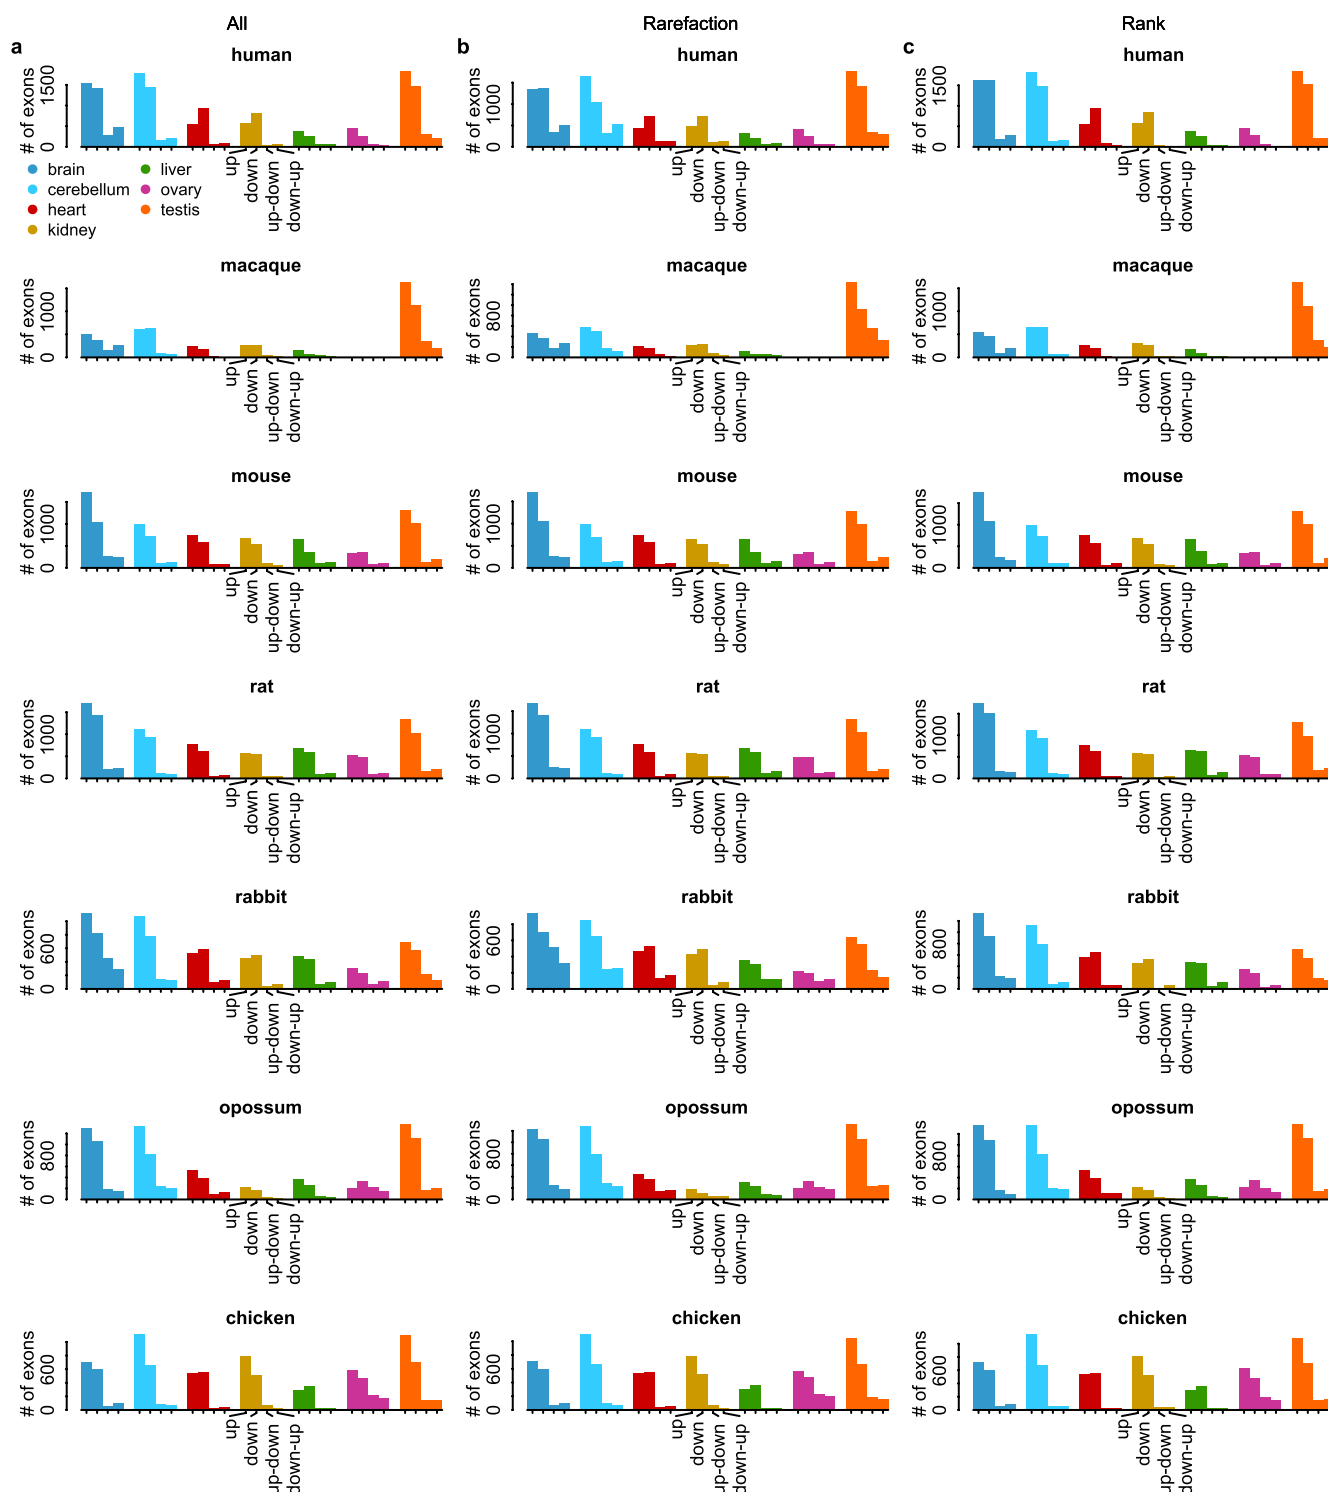 All Rarefaction Rank
a b c
human human human
# of exons 0 1500
# of exons 0 1000
# of exons 0 1500
up down up-down down-up
up down up-down down-up
up down up-down down-up
brain liver
cerebellum ovary
heart testis
kidney
macaque macaque macaque
# of exons 0 1000
# of exons 0 800
# of exons 0 1000
up down up-down down-up
up down up-down down-up
up down up-down down-up
mouse mouse mouse
# of exons 0 1000
# of exons 0 1000
# of exons 0 1000
up down up-down down-up
up down up-down down-up
up down up-down down-up
rat rat rat
# of exons 0 1000
# of exons 0 1000
# of exons 0 1000
up down up-down down-up
up down up-down down-up
up down up-down down-up
rabbit rabbit rabbit
# of exons 0 600
# of exons 0 600
# of exons 0 800
up down up-down down-up
up down up-down down-up
up down up-down down-up
opossum opossum opossum
# of exons 0 800
# of exons 0 800
# of exons 0 800
up down up-down down-up
up down up-down down-up
up down up-down down-up
chicken chicken chicken
# of exons 0 600
# of exons 0 600
# of exons 0 600
up down up-down down-up
up down up-down down-up
up down up-down down-up